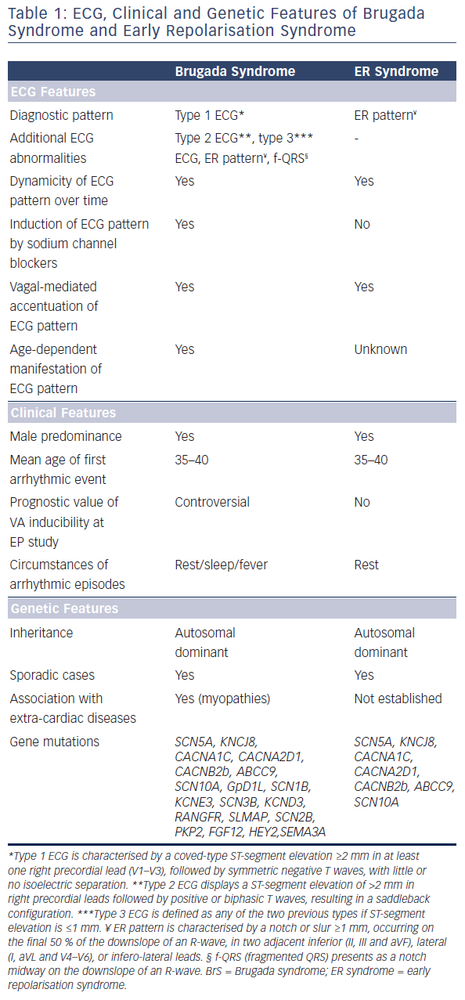 Table 1: ECG, Clinical and Genetic Features of Brugada
Syndrome and Early Repolarisation Syndrome
Brugada Syndrome ER Syndrome
ECG Features
Diagnostic pattern Type 1 ECG* ER pattern¥
Additional ECG Type 2 ECG**, type 3*** -
abnormalities ECG, ER pattern¥, f-QRS§
Dynamicity of ECG Yes Yes
pattern over time
Induction of ECG pattern Yes No
by sodium channel
blockers
Vagal-mediated Yes Yes
accentuation of
ECG pattern
Age-dependent Yes Unknown
manifestation of
ECG pattern
Clinical Features
Male predominance Yes Yes
Mean age of first 35–40 35–40
arrhythmic event
Prognostic value of Controversial No
VA inducibility at
EP study
Circumstances of Rest/sleep/fever Rest
arrhythmic episodes
Genetic Features
Inheritance Autosomal Autosomal
dominant dominant
Sporadic cases Yes Yes
Association with Yes (myopathies) Not established
extra-cardiac diseases
Gene mutations SCN5A, KNCJ8, SCN5A, KNCJ8,
CACNA1C, CACNA2D1, CACNA1C,
CACNB2b, ABCC9, CACNA2D1,
SCN10A, GpD1L, SCN1B, CACNB2b, ABCC9,
KCNE3, SCN3B, KCND3, SCN10A
RANGFR, SLMAP, SCN2B,
PKP2, FGF12, HEY2,SEMA3A
*Type 1 ECG is characterised by a coved-type ST-segment elevation ≥2 mm in at least
one right precordial lead (V1–V3), followed by symmetric negative T waves, with little or
no isoelectric separation. **Type 2 ECG displays a ST-segment elevation of >2 mm in
right precordial leads followed by positive or biphasic T waves, resulting in a saddleback
configuration. ***Type 3 ECG is defined as any of the two previous types if ST-segment
elevation is ≤1 mm. ¥ ER pattern is characterised by a notch or slur ≥1 mm, occurring on
the final 50 % of the downslope of an R-wave, in two adjacent inferior (II, III and aVF), lateral
(I, aVL and V4–V6), or infero-lateral leads. § f-QRS (fragmented QRS) presents as a notch
midway on the downslope of an R-wave. BrS = Brugada syndrome; ER syndrome = early
repolarisation syndrome.